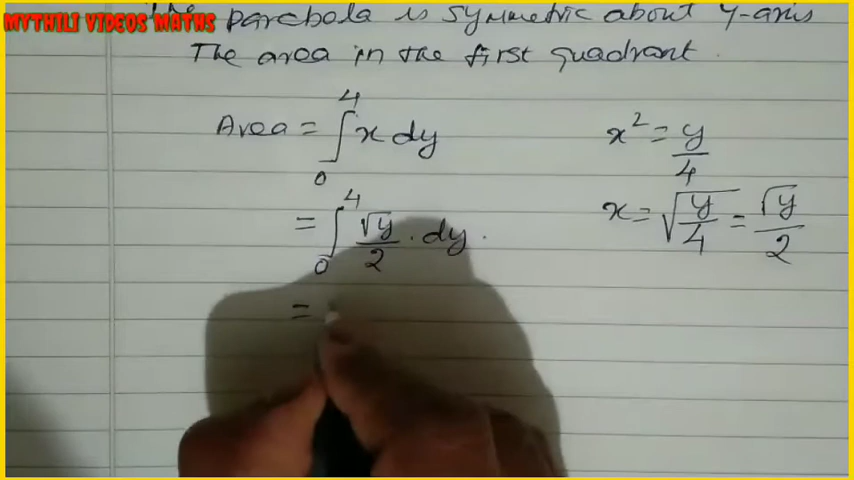 MYTHILI VIDEOS MATHS
The parabola is symmetric about y-axis
The area in the first quadrant.
Area = ∫₀⁴ x dy
x² = y/4
= ∫₀⁴ √y/2 . dy.
x = √(y/4) = √y/2
=